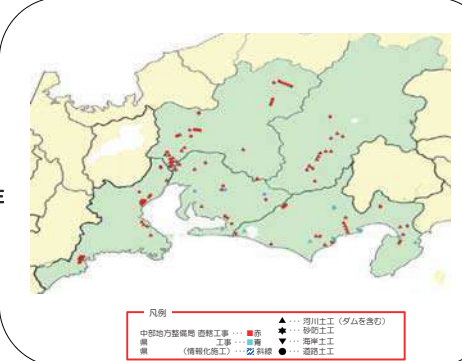 凡例
中部地方整備局 直轄工事 ･･･ ■赤
県　　　工事 ･･･ ■青
県　（情報化施工）･･･ 斜線
▲ ･･･ 河川土工（ダムを含む）
･･･ 砂防土工
▼ ･･･ 海岸土工
● ･･･ 道路土工